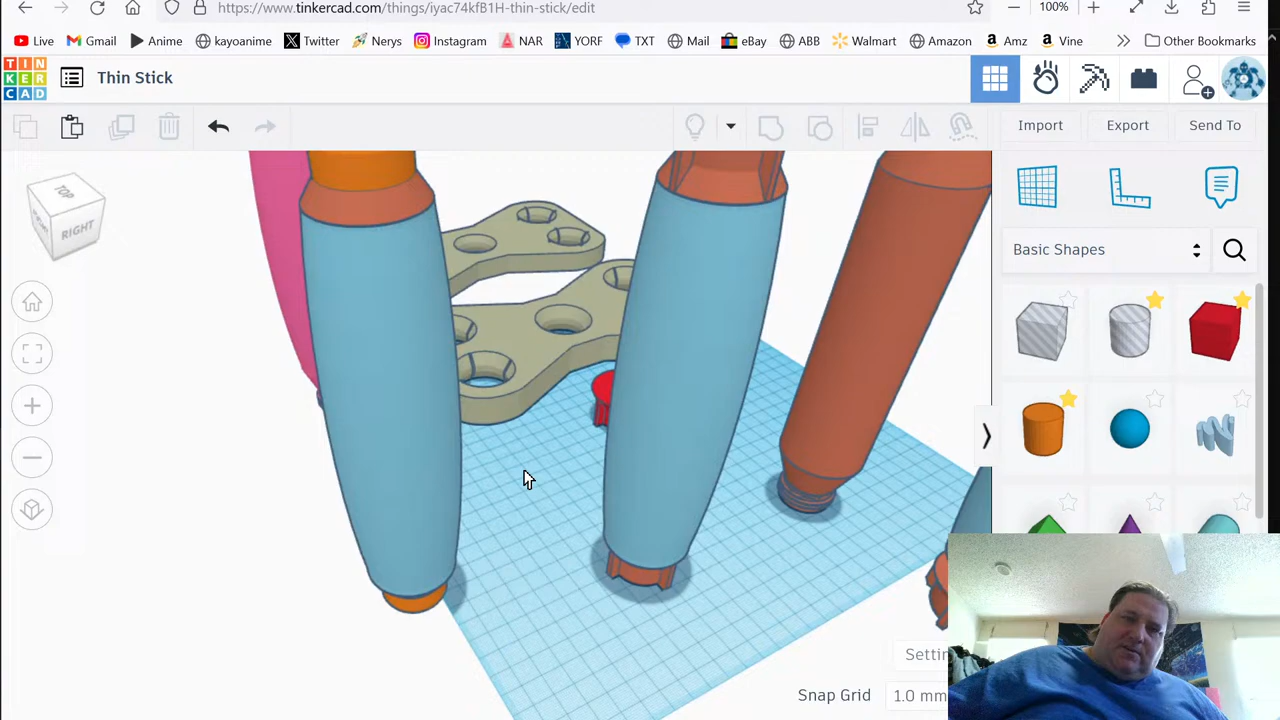 https://www.tinkercad.com/things/iyac74kfB1H-thin-stick/edit
100%
Live
Gmail
Anime
kayoanime
Twitter
Nerys
Instagram
NAR
YORF
TXT
Mail
eBay
ABB
Walmart
Amazon
Amz
Vine
Other Bookmarks
TIN
KER
CAD
Thin Stick
Import
Export
Send To
TOP
RIGHT
Basic Shapes
Snap Grid
1.0 mm